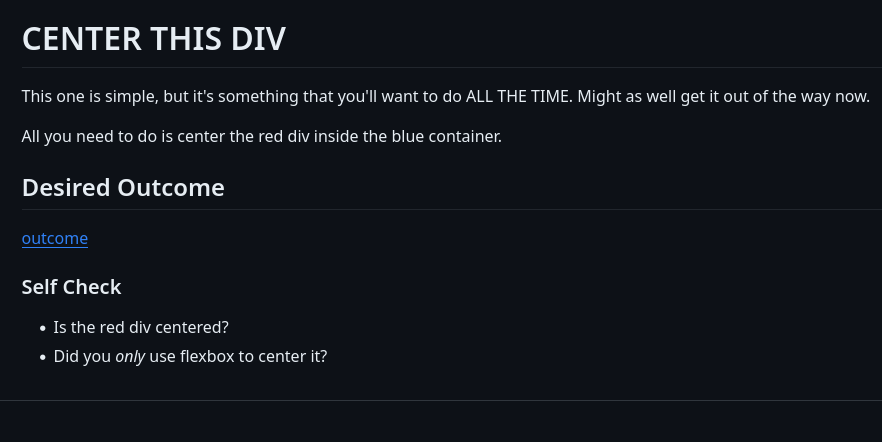 CENTER THIS DIV
This one is simple, but it's something that you'll want to do ALL THE TIME. Might as well get it out of the way now.
All you need to do is center the red div inside the blue container.
Desired Outcome
outcome
Self Check
• Is the red div centered?
• Did you only use flexbox to center it?